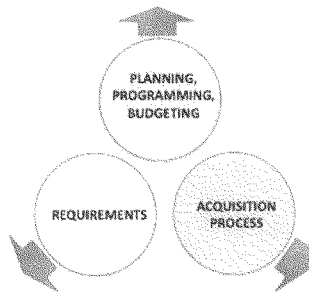 PLANNING,
PROGRAMMING,
BUDGETING
REQUIREMENTS
ACQUISITION
PROCESS